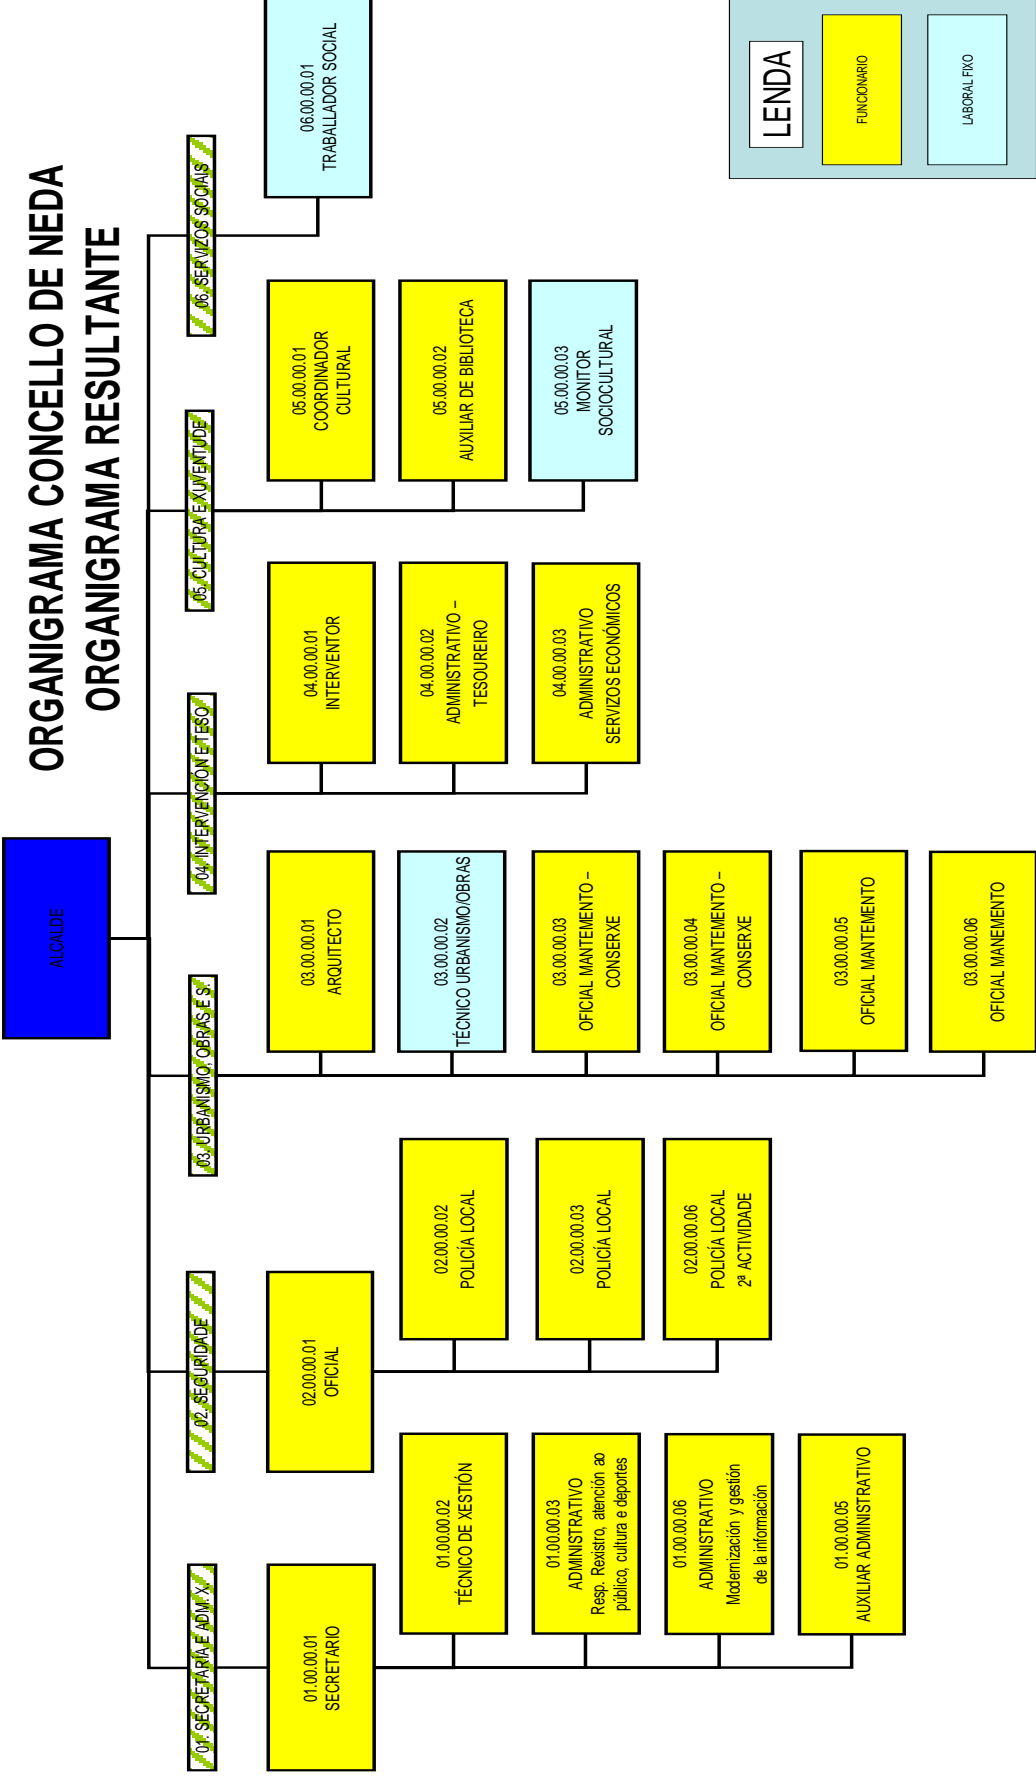 ORGANIGRAMA CONCELLO DE NEDA
ORGANIGRAMA RESULTANTE
ALCALDE
01. SECRETARIA E ADM. X.
01.00.00.01
SECRETARIO
01.00.00.02
TÉCNICO DE XESTIÓN
01.00.00.03
ADMINISTRATIVO
Resp. Rexistro, atención ao
público, cultura e deportes
01.00.00.06
ADMINISTRATIVO
Modernización y gestión
de la información
01.00.00.05
AUXILIAR ADMINISTRATIVO
02. SEGURIDADE
02.00.00.01
OFICIAL
02.00.00.02
POLICÍA LOCAL
02.00.00.03
POLICÍA LOCAL
02.00.00.06
POLICÍA LOCAL
2ª ACTIVIDADE
03. URBANISMO, OBRAS E S.
03.00.00.01
ARQUITECTO
03.00.00.02
TÉCNICO URBANISMO/OBRAS
03.00.00.03
OFICIAL MANTEMENTO –
CONSERXE
03.00.00.04
OFICIAL MANTEMENTO –
CONSERXE
03.00.00.05
OFICIAL MANTEMENTO
03.00.00.06
OFICIAL MANEMENTO
04. INTERVENCIÓN E TESO.
04.00.00.01
INTERVENTOR
04.00.00.02
ADMINISTRATIVO –
TESOUREIRO
04.00.00.03
ADMINISTRATIVO
SERVIZOS ECONÓMICOS
05. CULTURA E XUVENTUDE
05.00.00.01
COORDINADOR
CULTURAL
05.00.00.02
AUXILIAR DE BIBLIOTECA
05.00.00.03
MONITOR
SOCIOCULTURAL
06. SERVIZOS SOCIAIS
06.00.00.01
TRABALLADOR SOCIAL
LENDA
FUNCIONARIO
LABORAL FIXO